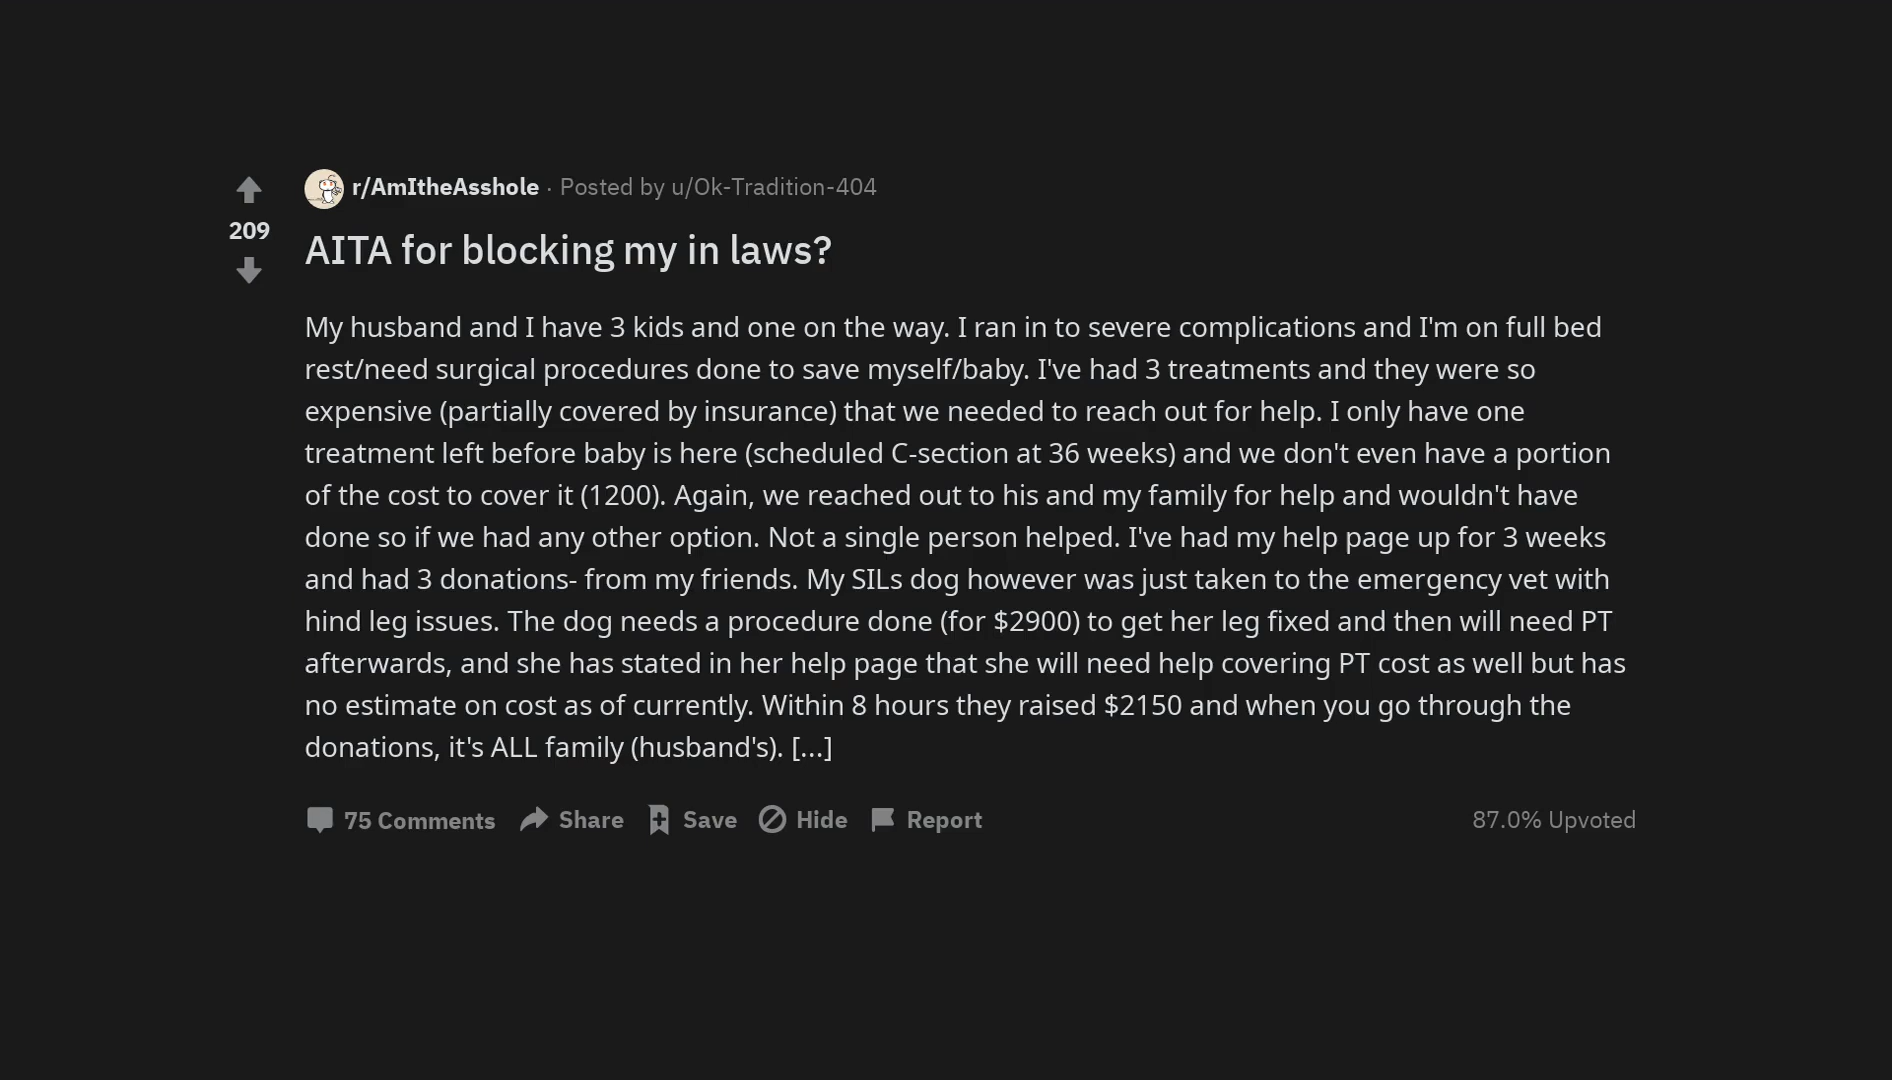 r/AmItheAsshole · Posted by u/Ok-Tradition-404
209
AITA for blocking my in laws?
My husband and I have 3 kids and one on the way. I ran in to severe complications and I'm on full bed
rest/need surgical procedures done to save myself/baby. I've had 3 treatments and they were so
expensive (partially covered by insurance) that we needed to reach out for help. I only have one
treatment left before baby is here (scheduled C-section at 36 weeks) and we don't even have a portion
of the cost to cover it (1200). Again, we reached out to his and my family for help and wouldn't have
done so if we had any other option. Not a single person helped. I've had my help page up for 3 weeks
and had 3 donations- from my friends. My SILs dog however was just taken to the emergency vet with
hind leg issues. The dog needs a procedure done (for $2900) to get her leg fixed and then will need PT
afterwards, and she has stated in her help page that she will need help covering PT cost as well but has
no estimate on cost as of currently. Within 8 hours they raised $2150 and when you go through the
donations, it's ALL family (husband's). [...]
75 Comments Share Save Hide Report 87.0% Upvoted